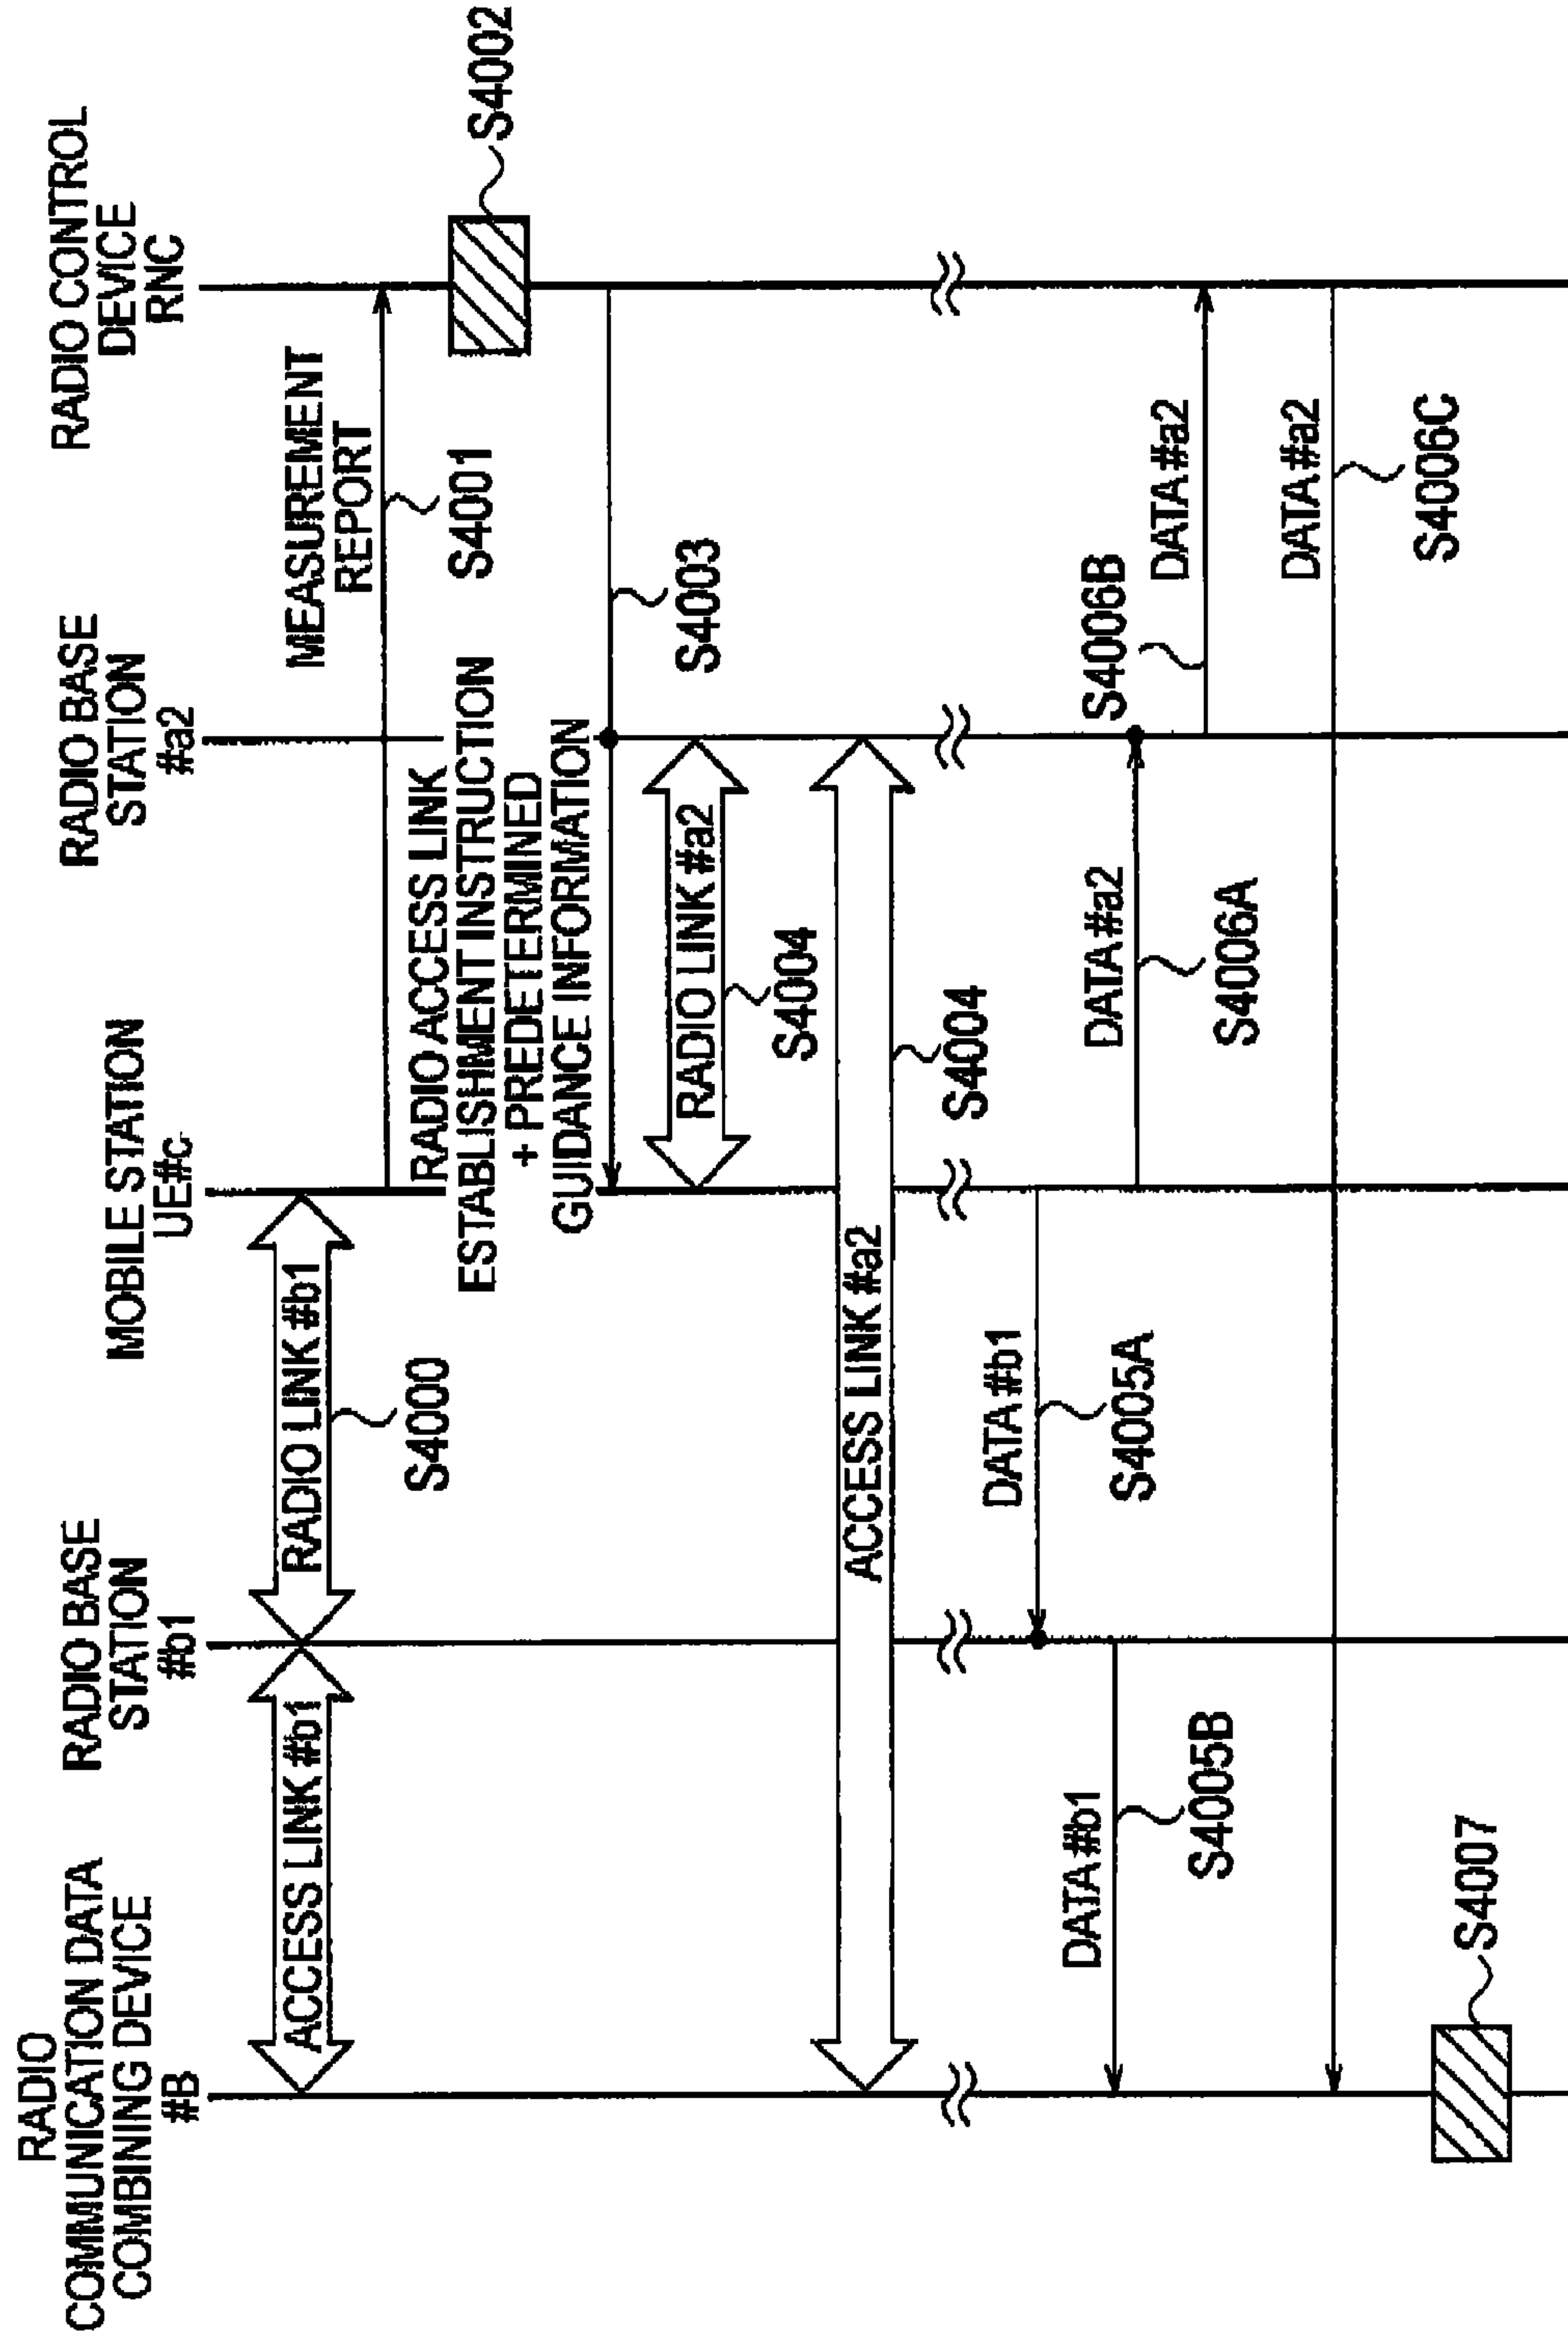 RADIO
COMMUNICATION DATA
COMBINING DEVICE
#B
RADIO BASE
STATION
#b1
MOBILE STATION
UE#c
RADIO BASE
STATION
#a2
RADIO CONTROL
DEVICE
RNC
ACCESS LINK #b1
RADIO LINK #b1
S4000
MEASUREMENT
REPORT
S4001
S4002
RADIO ACCESS LINK
ESTABLISHMENT INSTRUCTION
+ PREDETERMINED
GUIDANCE INFORMATION
S4003
RADIO LINK #a2
S4004
ACCESS LINK #a2
S4004
DATA#b1
S4005A
DATA#b1
S4005B
DATA#a2
S4006A
S4006B
DATA#a2
DATA#a2
S4006C
S4007